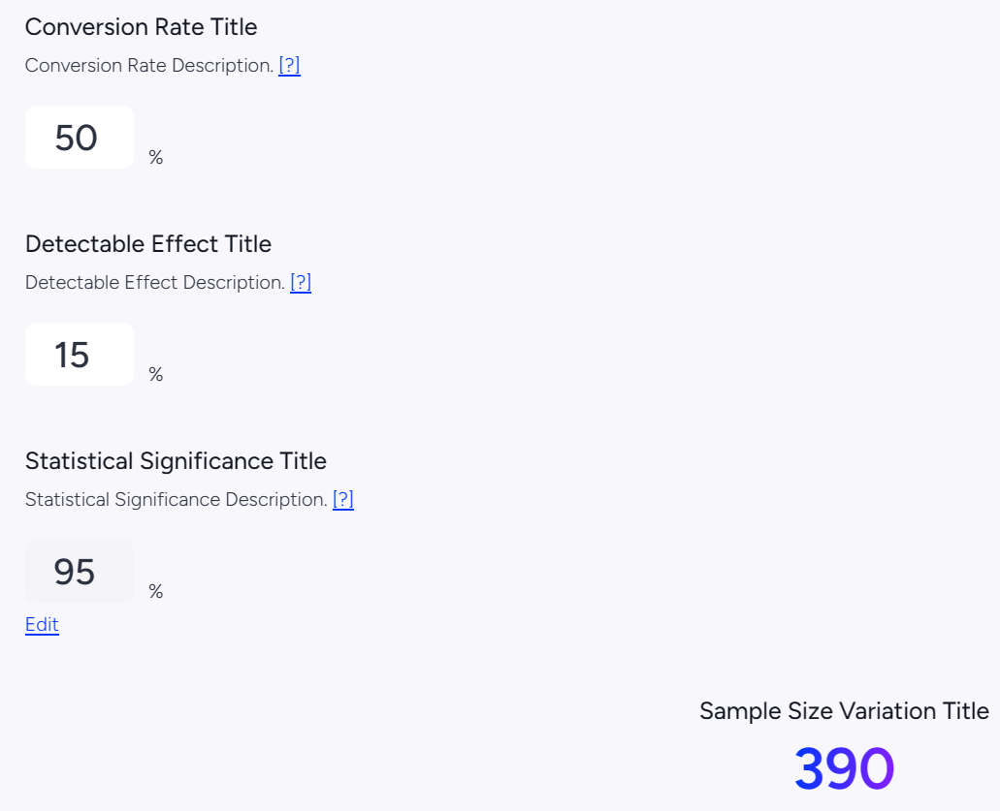 Conversion Rate Title
Conversion Rate Description. [?]
50 %
Detectable Effect Title
Detectable Effect Description. [?]
15 %
Statistical Significance Title
Statistical Significance Description. [?]
95 %
Edit
Sample Size Variation Title
390